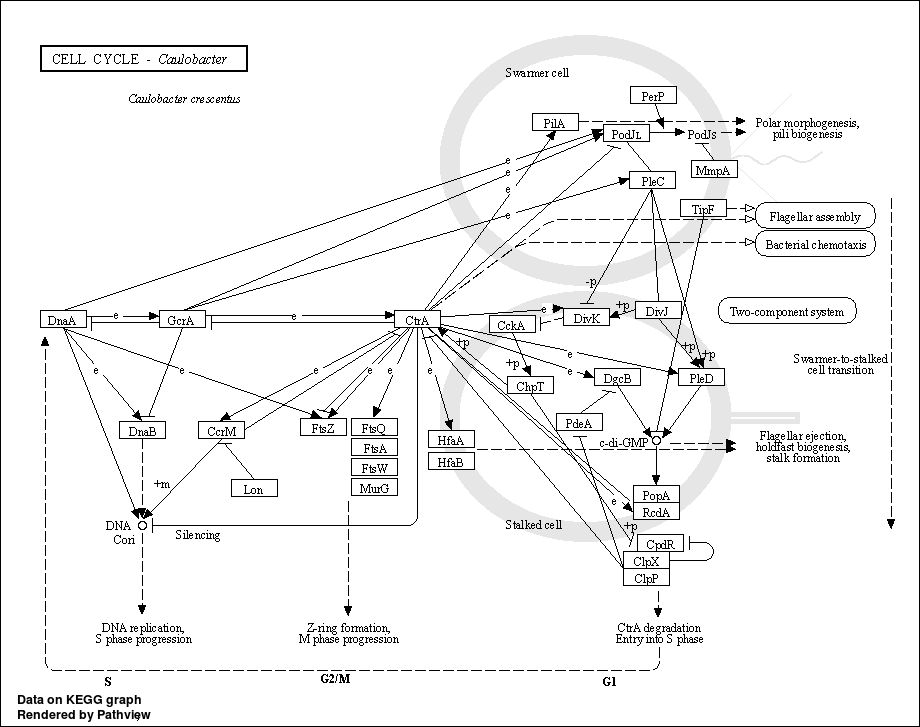 CELL CYCLE - Caulobacter
Caulobacter crescentus
Swarmer cell
PerP
PilA
PodJL
PodJS
Polar morphogenesis,
pili biogenesis
MmpA
PleC
TipF
Flagellar assembly
Bacterial chemotaxis
e
e
e
e
-p
+p
DnaA
e
GcrA
e
CtrA
e
CckA
DivK
DivJ
Two-component system
+p
+p
+p
+p
Swarmer-to-stalked
cell transition
e
e
e
e
e
e
e
e
ChpT
DgcB
PleD
DnaB
CcrM
FtsZ
FtsQ
FtsA
FtsW
MurG
HfaA
HfaB
PdeA
c-di-GMP
Flagellar ejection,
holdfast biogenesis,
stalk formation
Lon
+m
PopA
RcdA
e
+p
DNA
Cori
Silencing
Stalked cell
CpdR
ClpX
ClpP
DNA replication,
S phase progression
Z-ring formation,
M phase progression
CtrA degradation
Entry into S phase
S
G2/M
G1
Data on KEGG graph
Rendered by Pathview